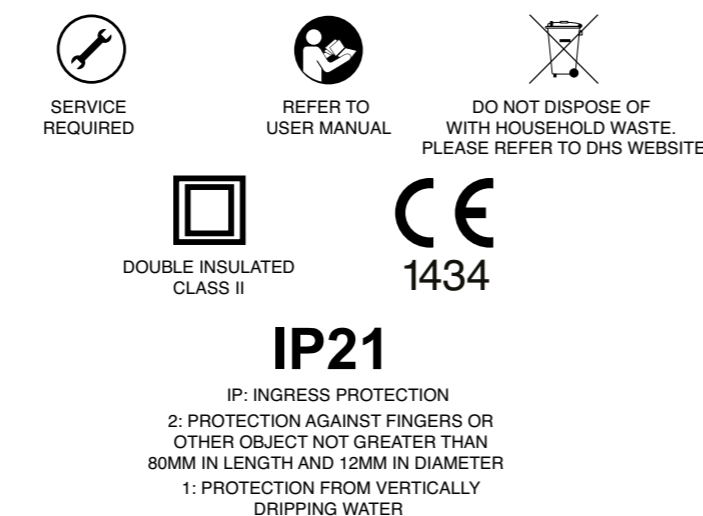 SERVICE
REQUIRED
REFER TO
USER MANUAL
DO NOT DISPOSE OF
WITH HOUSEHOLD WASTE.
PLEASE REFER TO DHS WEBSITE
DOUBLE INSULATED
CLASS II
CE
1434
IP21
IP: INGRESS PROTECTION
2: PROTECTION AGAINST FINGERS OR
OTHER OBJECT NOT GREATER THAN
80MM IN LENGTH AND 12MM IN DIAMETER
1: PROTECTION FROM VERTICALLY
DRIPPING WATER